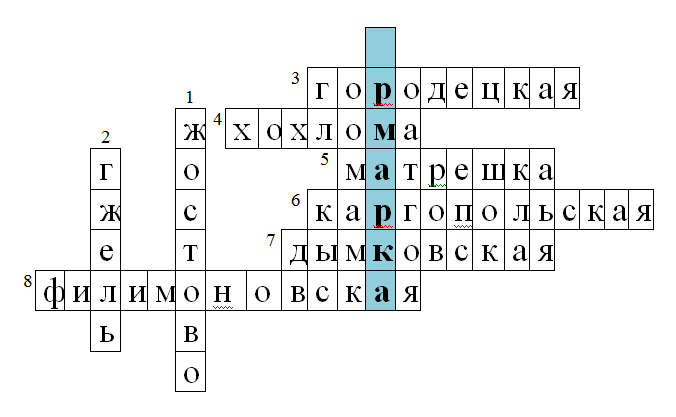 1 жостово
2 гжель
3 городецкая
4 хохлома
5 матрешка
6 каргопольская
7 дымковская
8 филимоновская